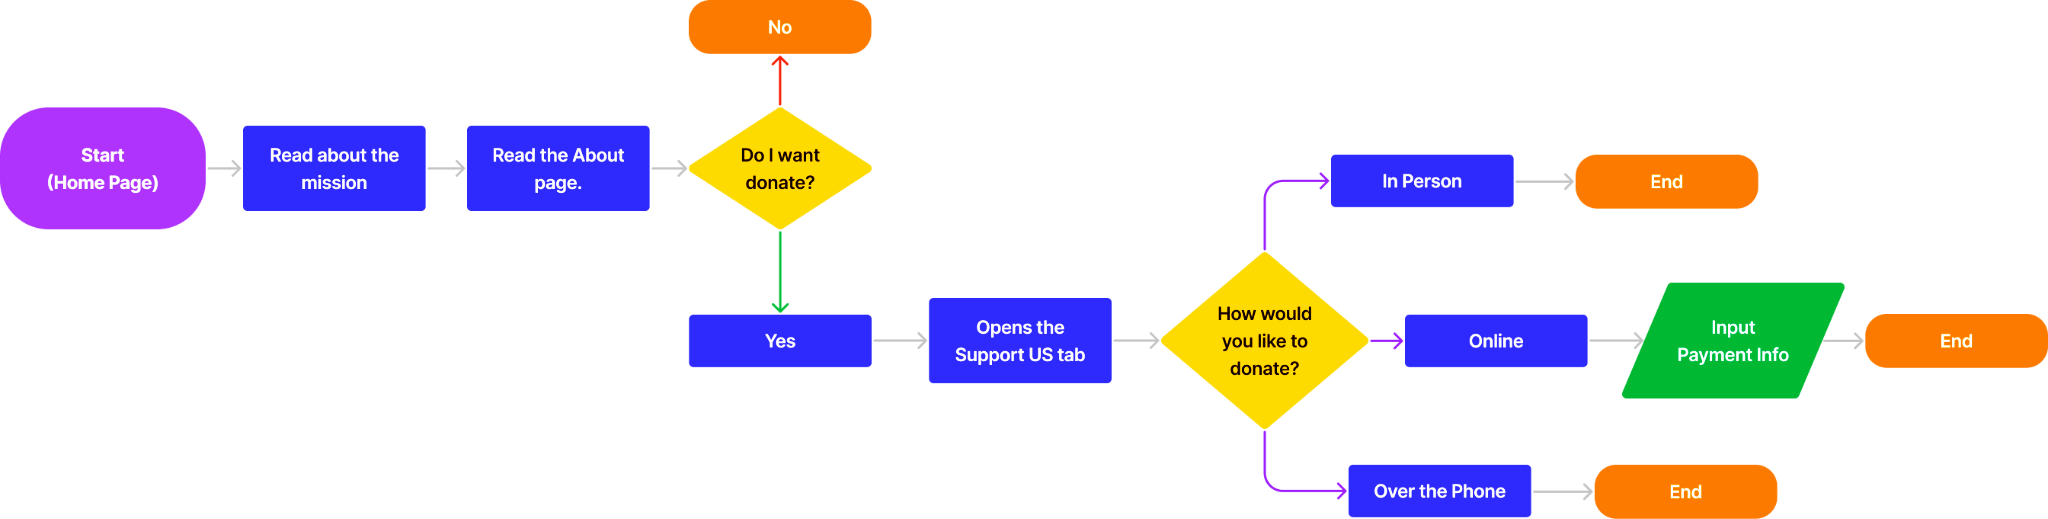 No
Start
(Home Page)
Read about the
mission
Read the About
page.
Do I want
donate?
Yes
Opens the
Support US tab
How would
you like to
donate?
In Person
End
Online
Input
Payment Info
End
Over the Phone
End